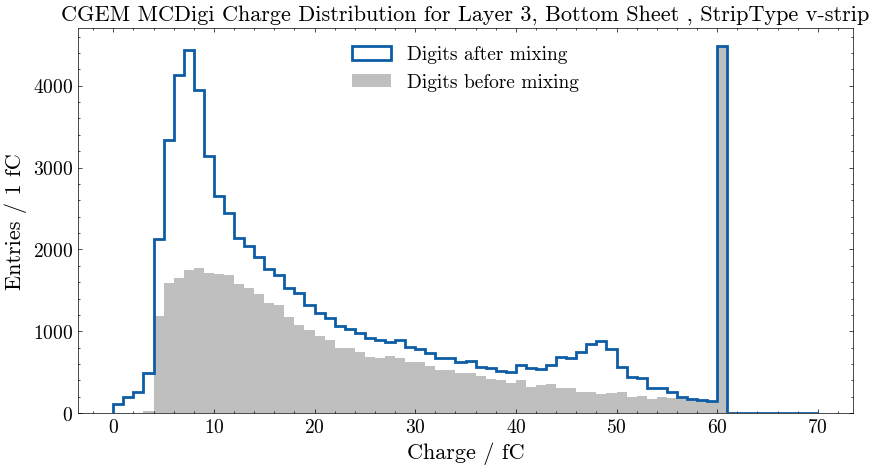 CGEM MCDigi Charge Distribution for Layer 3, Bottom Sheet , StripType v-strip
Digits after mixing
Digits before mixing
Entries / 1 fC
4000
3000
2000
1000
0
0 10 20 30 40 50 60 70
Charge / fC